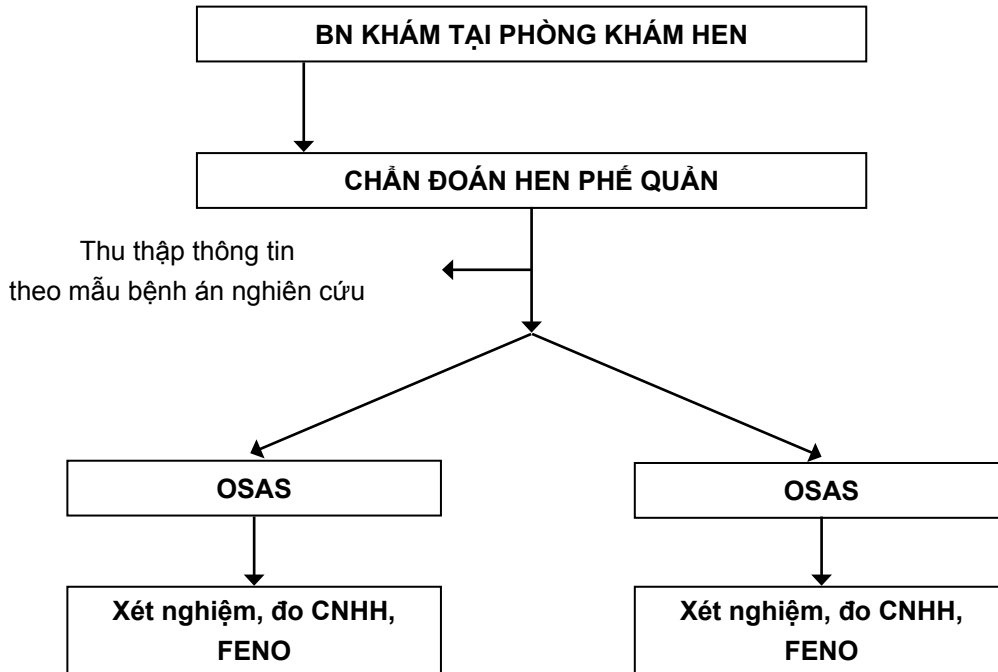 BN KHÁM TẠI PHÒNG KHÁM HEN
CHẨN ĐOÁN HEN PHẾ QUẢN
Thu thập thông tin
theo mẫu bệnh án nghiên cứu
OSAS
OSAS
Xét nghiệm, đo CNHH,
FENO
Xét nghiệm, đo CNHH,
FENO